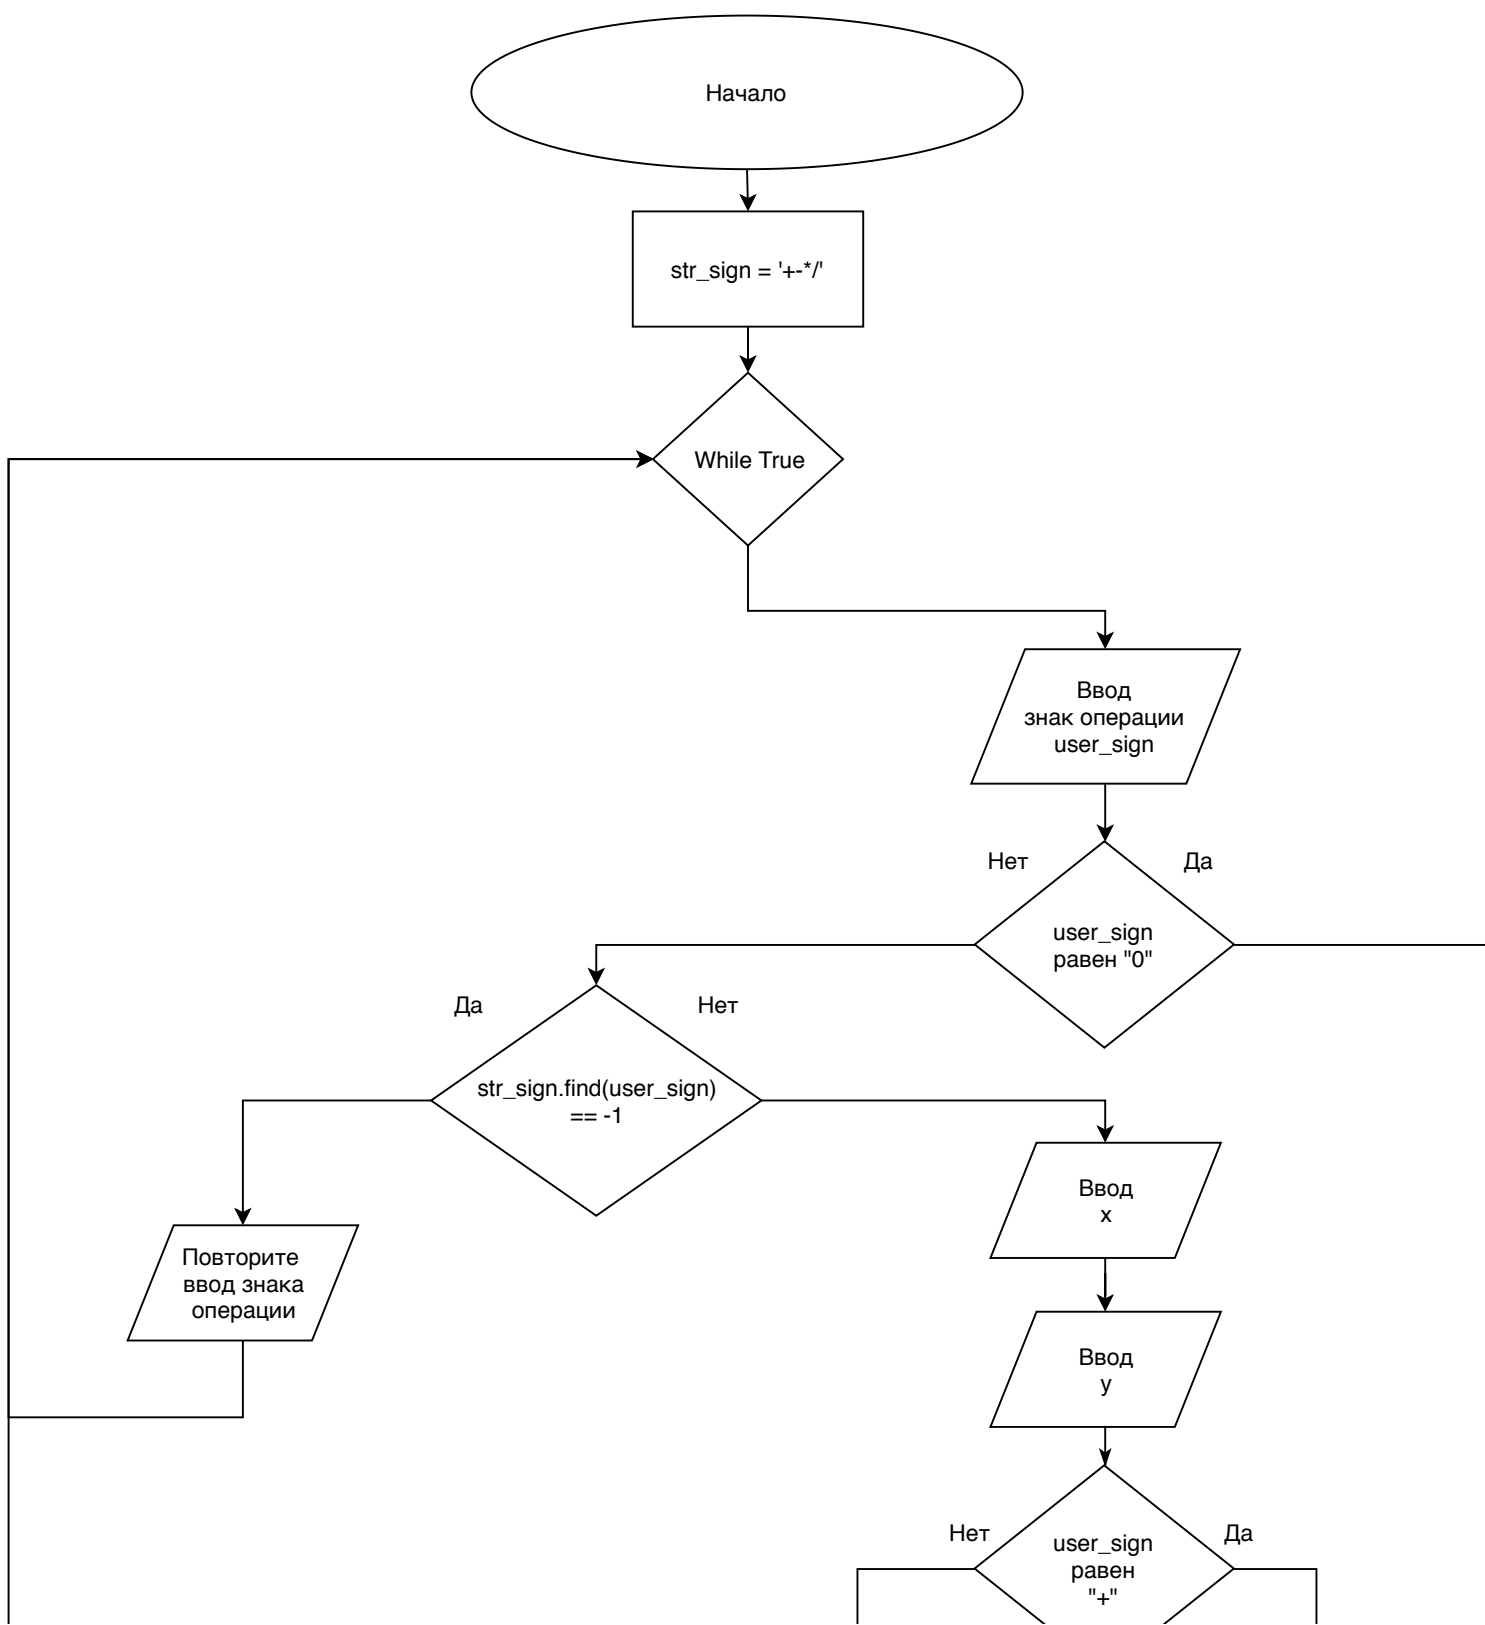 Начало
str_sign = '+-*/'
While True
Ввод
знак операции
user_sign
Нет
Да
user_sign
равен "0"
Да
Нет
str_sign.find(user_sign)
== -1
Ввод
x
Повторите
ввод знака
операции
Ввод
y
Нет
Да
user_sign
равен
"+"